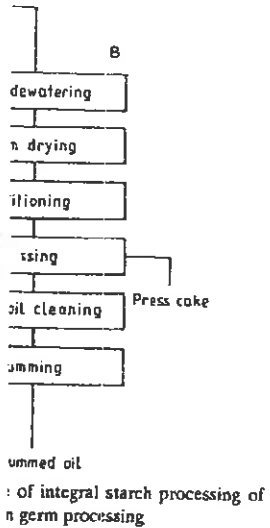 B
dewatering
n drying
itioning
ssing
Press cake
oil cleaning
umming
ummed oil
: of integral starch processing of
n germ processing